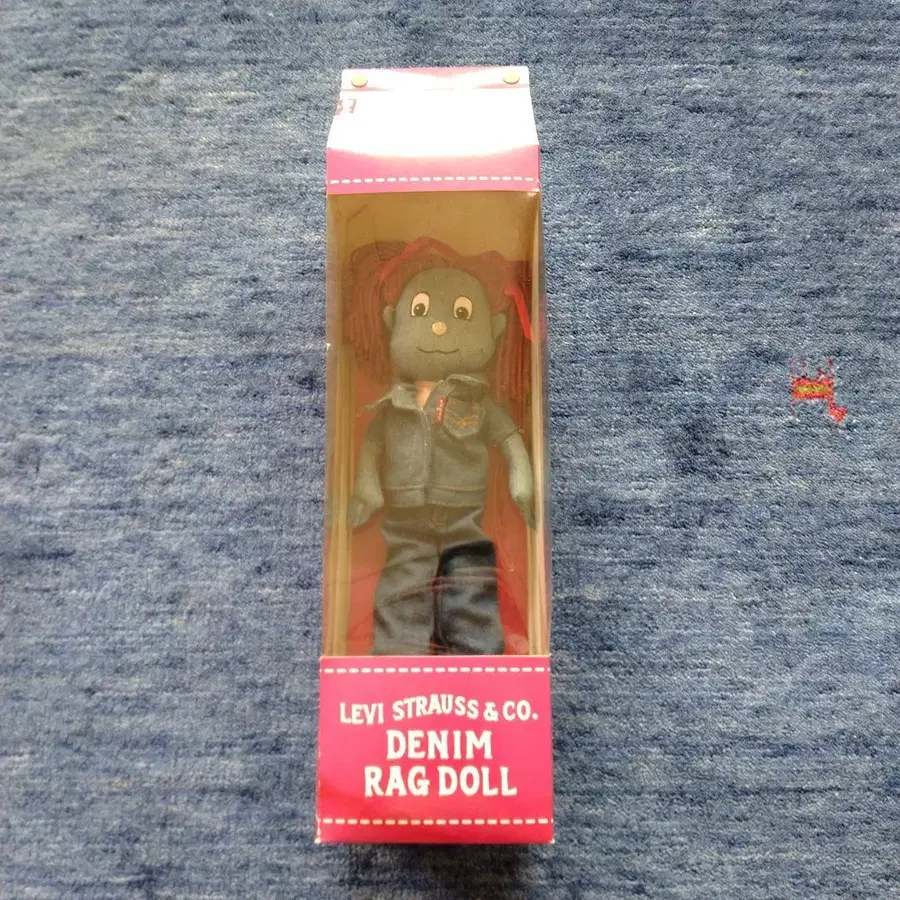 LEVI STRAUSS & CO.
DENIM
RAG DOLL